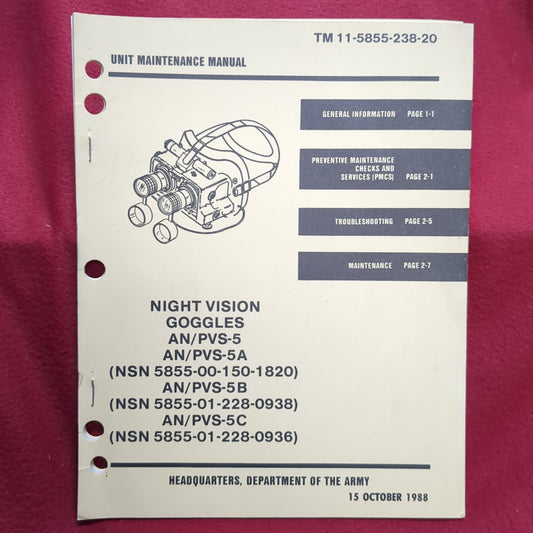 TM 11-5855-238-20
UNIT MAINTENANCE MANUAL
GENERAL INFORMATION PAGE 1-1
PREVENTIVE MAINTENANCE
CHECKS AND
SERVICES (PMCS) PAGE 2-1
TROUBLESHOOTING PAGE 2-5
MAINTENANCE PAGE 2-7
NIGHT VISION
GOGGLES
AN/PVS-5
AN/PVS-5A
(NSN 5855-00-150-1820)
AN/PVS-5B
(NSN 5855-01-228-0938)
AN/PVS-5C
(NSN 5855-01-228-0936)
HEADQUARTERS, DEPARTMENT OF THE ARMY
15 OCTOBER 1988